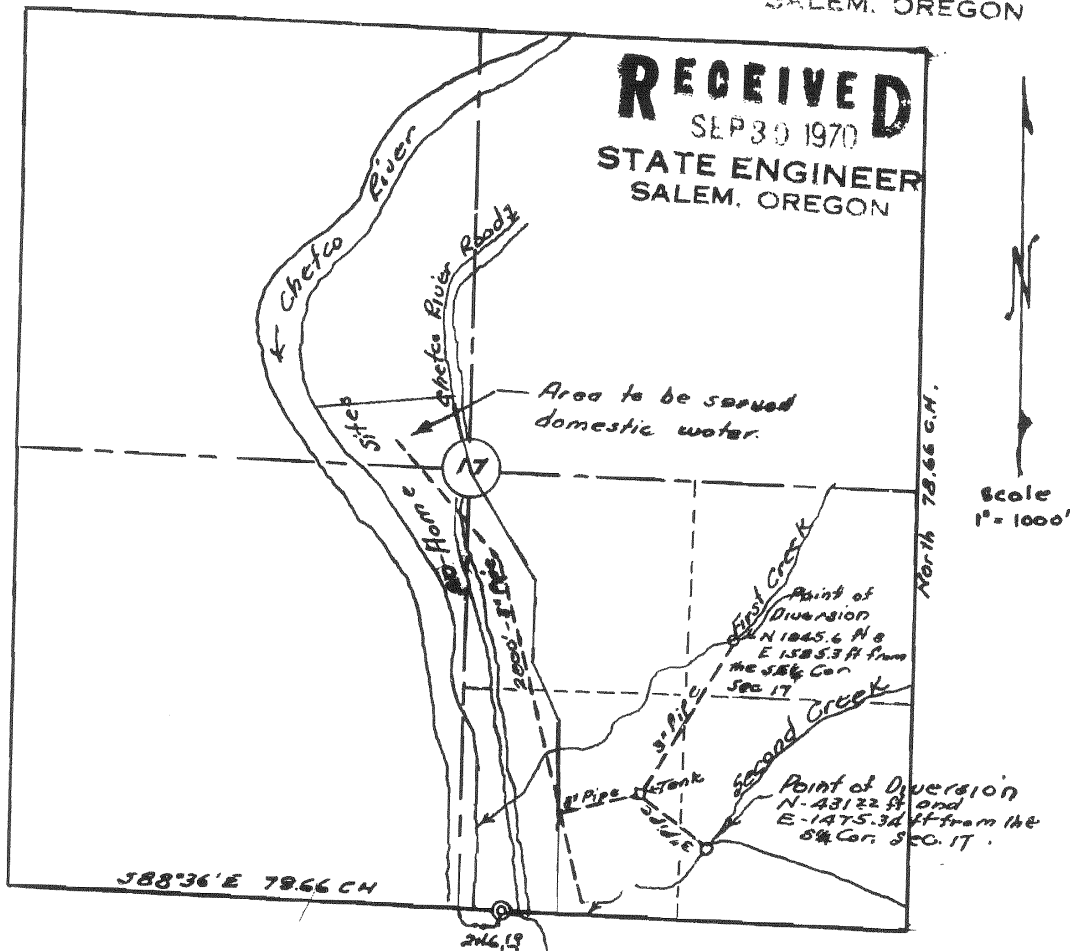 SALEM, OREGON
RECEIVED
SEP 30 1970
STATE ENGINEER
SALEM, OREGON
Chetco River
Chetco River Road
N
Area to be served
domestic water.
Home Sites
17
North 78.66 CH.
Scale
1" = 1000'
First Creek
Point of
Diversion
N 1845.6 ft &
E 1585.3 ft from
the S¼ Cor
Sec 17
3" Pipe
Second Creek
Tank
Pipe
3" Pipe
Point of Diversion
N-431.22 ft and
E-1475.34 ft from the
S¼ Cor. Sec. 17.
S88°36'E 78.66 CH